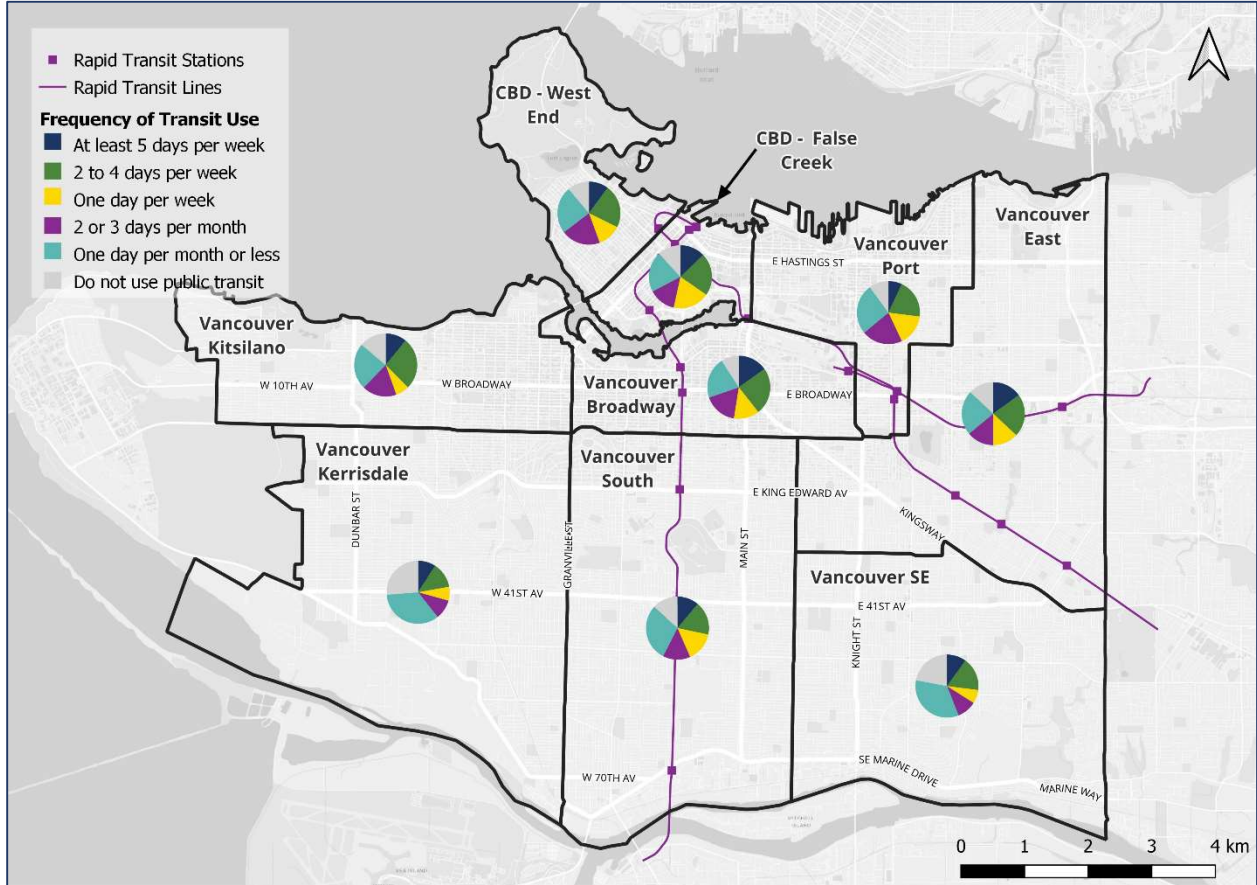 Rapid Transit Stations
Rapid Transit Lines
Frequency of Transit Use
At least 5 days per week
2 to 4 days per week
One day per week
2 or 3 days per month
One day per month or less
Do not use public transit
CBD - West
End
CBD - False
Creek
Vancouver
East
Vancouver
Port
E HASTINGS ST
Vancouver
Kitsilano
W 10TH AV
W BROADWAY
Vancouver
Broadway
E BROADWAY
Vancouver
Kerrisdale
Vancouver
South
DUNBAR ST
GRANVILLE ST
MAIN ST
E KING EDWARD AV
KINGSWAY
Vancouver SE
W 41ST AV
E 41ST AV
KNIGHT ST
W 70TH AV
SE MARINE DRIVE
MARINE WAY
0 1 2 3 4 km